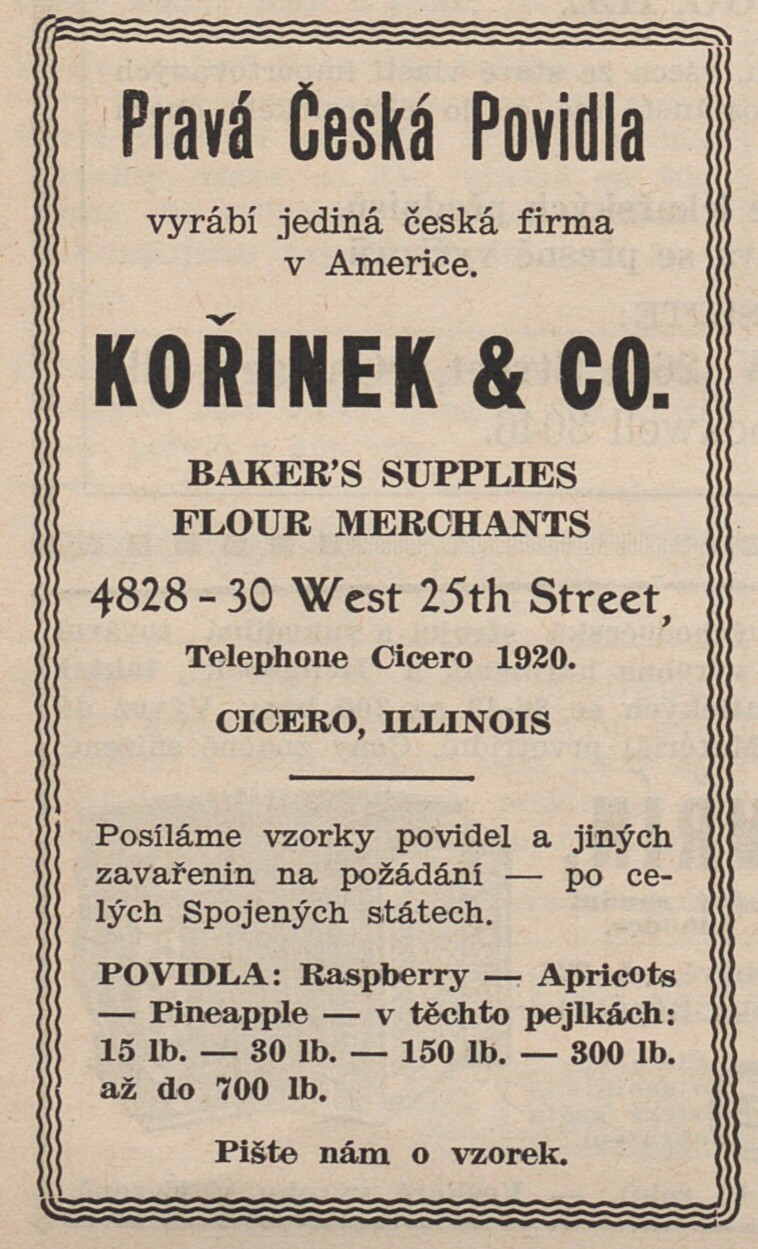 Pravá Česká Povidla
vyrábí jediná česká firma
v Americe.
KOŘINEK & CO.
BAKER'S SUPPLIES
FLOUR MERCHANTS
4828-30 West 25th Street,
Telephone Cicero 1920.
CICERO, ILLINOIS
Posíláme vzorky povidel a jiných
zavařenin na požádání — po ce-
lých Spojených státech.
POVIDLA: Raspberry — Apricots
— Pineapple — v těchto pejlkách:
15 lb. — 30 lb. — 150 lb. — 300 lb.
až do 700 lb.
Pište nám o vzorek.